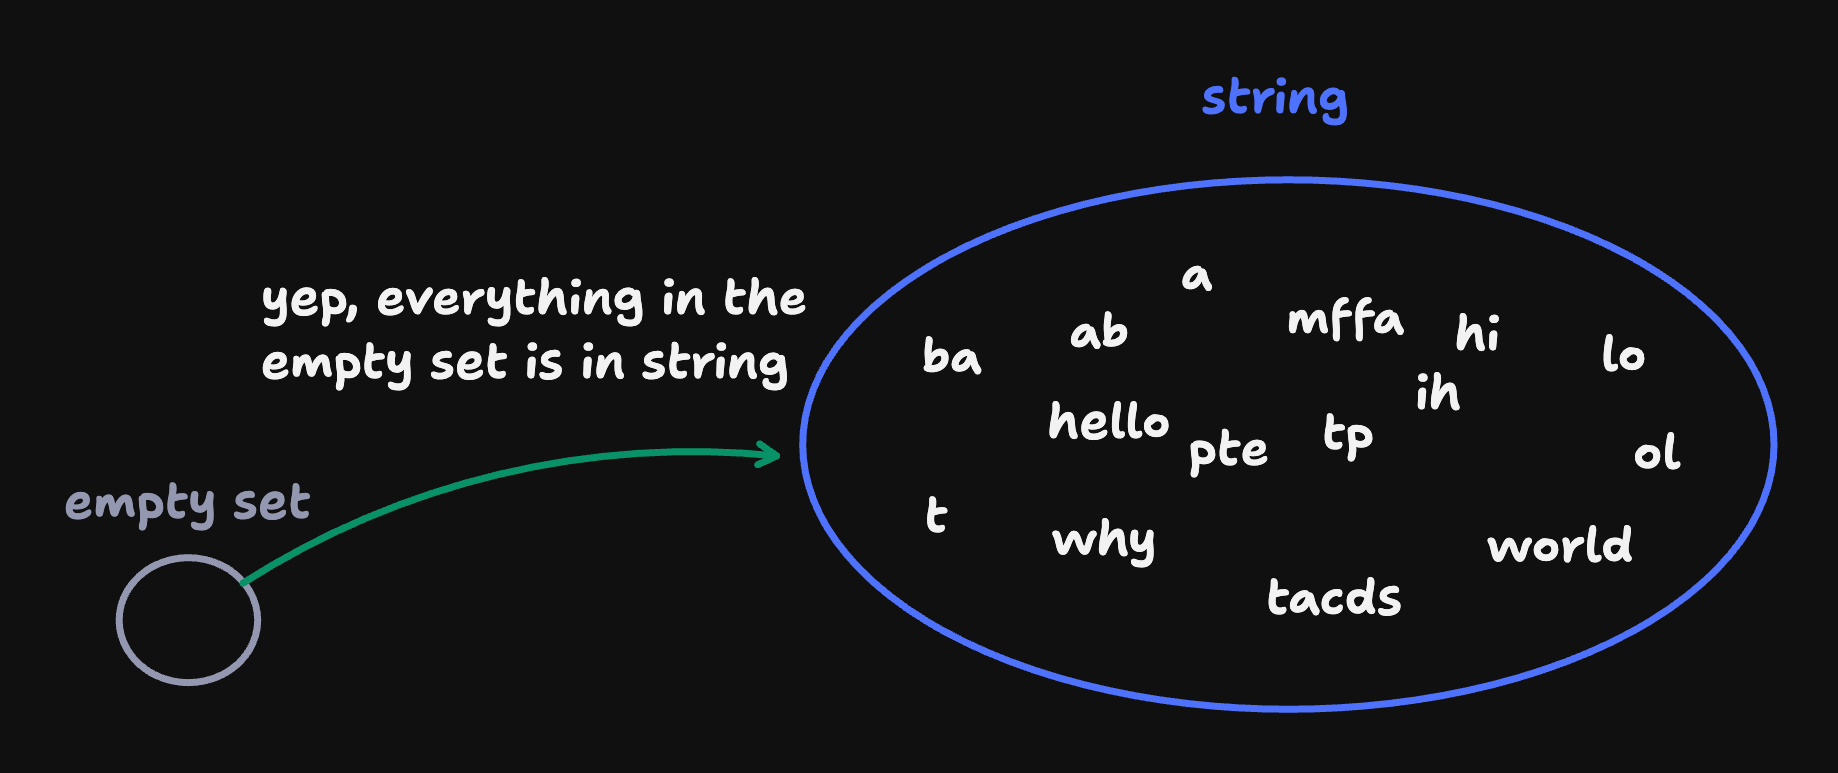 string
yep, everything in the
empty set is in string
empty set
a
mffa
hi
ab
ba
lo
ih
hello
tp
pte
ol
t
why
world
tacds